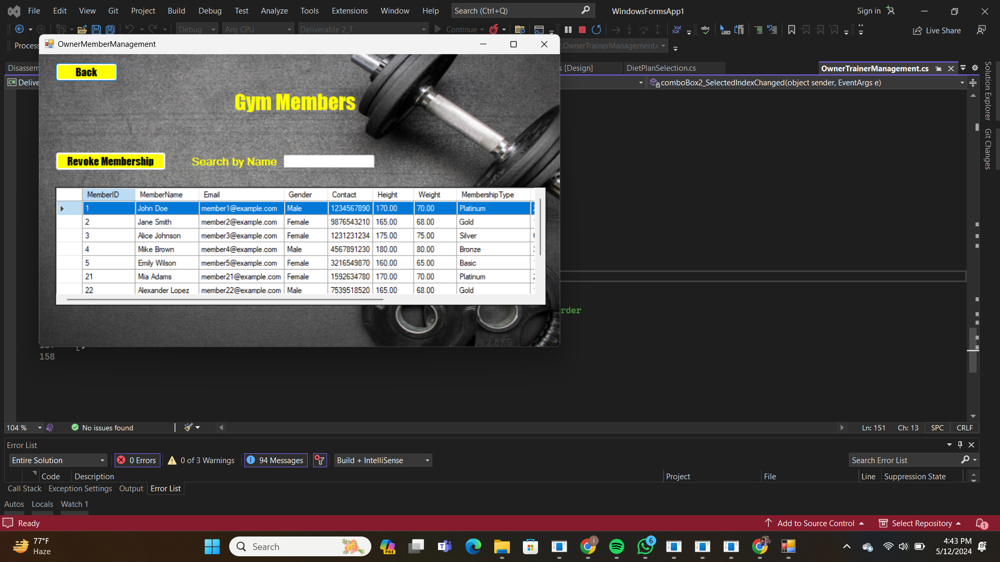 File Edit View Git Project Build Debug Test Analyze Tools Extensions Window Help Search (Ctrl+Q) WindowsFormsApp1 Sign in
Debug Any CPU Deliverable 2_T Continue Live Share
Process OwnerTrainerManagement.
OwnerMemberManagement
Disassem s [Design] DietPlanSelection.cs OwnerTrainerManagement.cs
Delive comboBox2_SelectedIndexChanged(object sender, EventArgs e)
Solution Explorer
Git Changes
Back
Gym Members
Revoke Membership Search by Name
MemberID MemberName Email Gender Contact Height Weight MembershipType
1 John Doe member1@example.com Male 1234567890 170.00 70.00 Platinum
2 Jane Smith member2@example.com Female 9876543210 165.00 68.00 Gold
3 Alice Johnson member3@example.com Female 1231231234 175.00 75.00 Silver
4 Mike Brown member4@example.com Male 4567891230 180.00 80.00 Bronze
5 Emily Wilson member5@example.com Female 3216549870 160.00 65.00 Basic
21 Mia Adams member21@example.com Female 1592634780 170.00 70.00 Platinum
22 Alexander Lopez member22@example.com Male 7539518520 165.00 68.00 Gold
rder
2.5KG
158
104 % No issues found Ln: 151 Ch: 13 SPC CRLF
Error List
Entire Solution 0 Errors 0 of 3 Warnings 94 Messages Build + IntelliSense Search Error List
Code Description Project File Line Suppression State
Call Stack Exception Settings Output Error List
Autos Locals Watch 1
Ready Add to Source Control Select Repository 1
77°F
Haze
Search
PRE
6
4:43 PM
5/12/2024